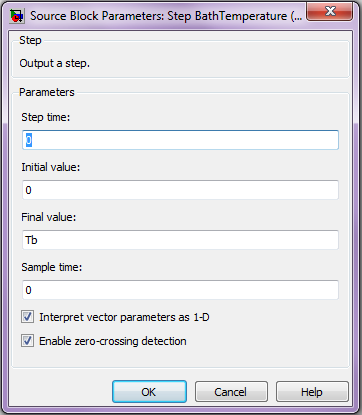 Source Block Parameters: Step BathTemperature (...
Step
Output a step.
Parameters
Step time:
0
Initial value:
0
Final value:
Tb
Sample time:
0
Interpret vector parameters as 1-D
Enable zero-crossing detection
OK
Cancel
Help